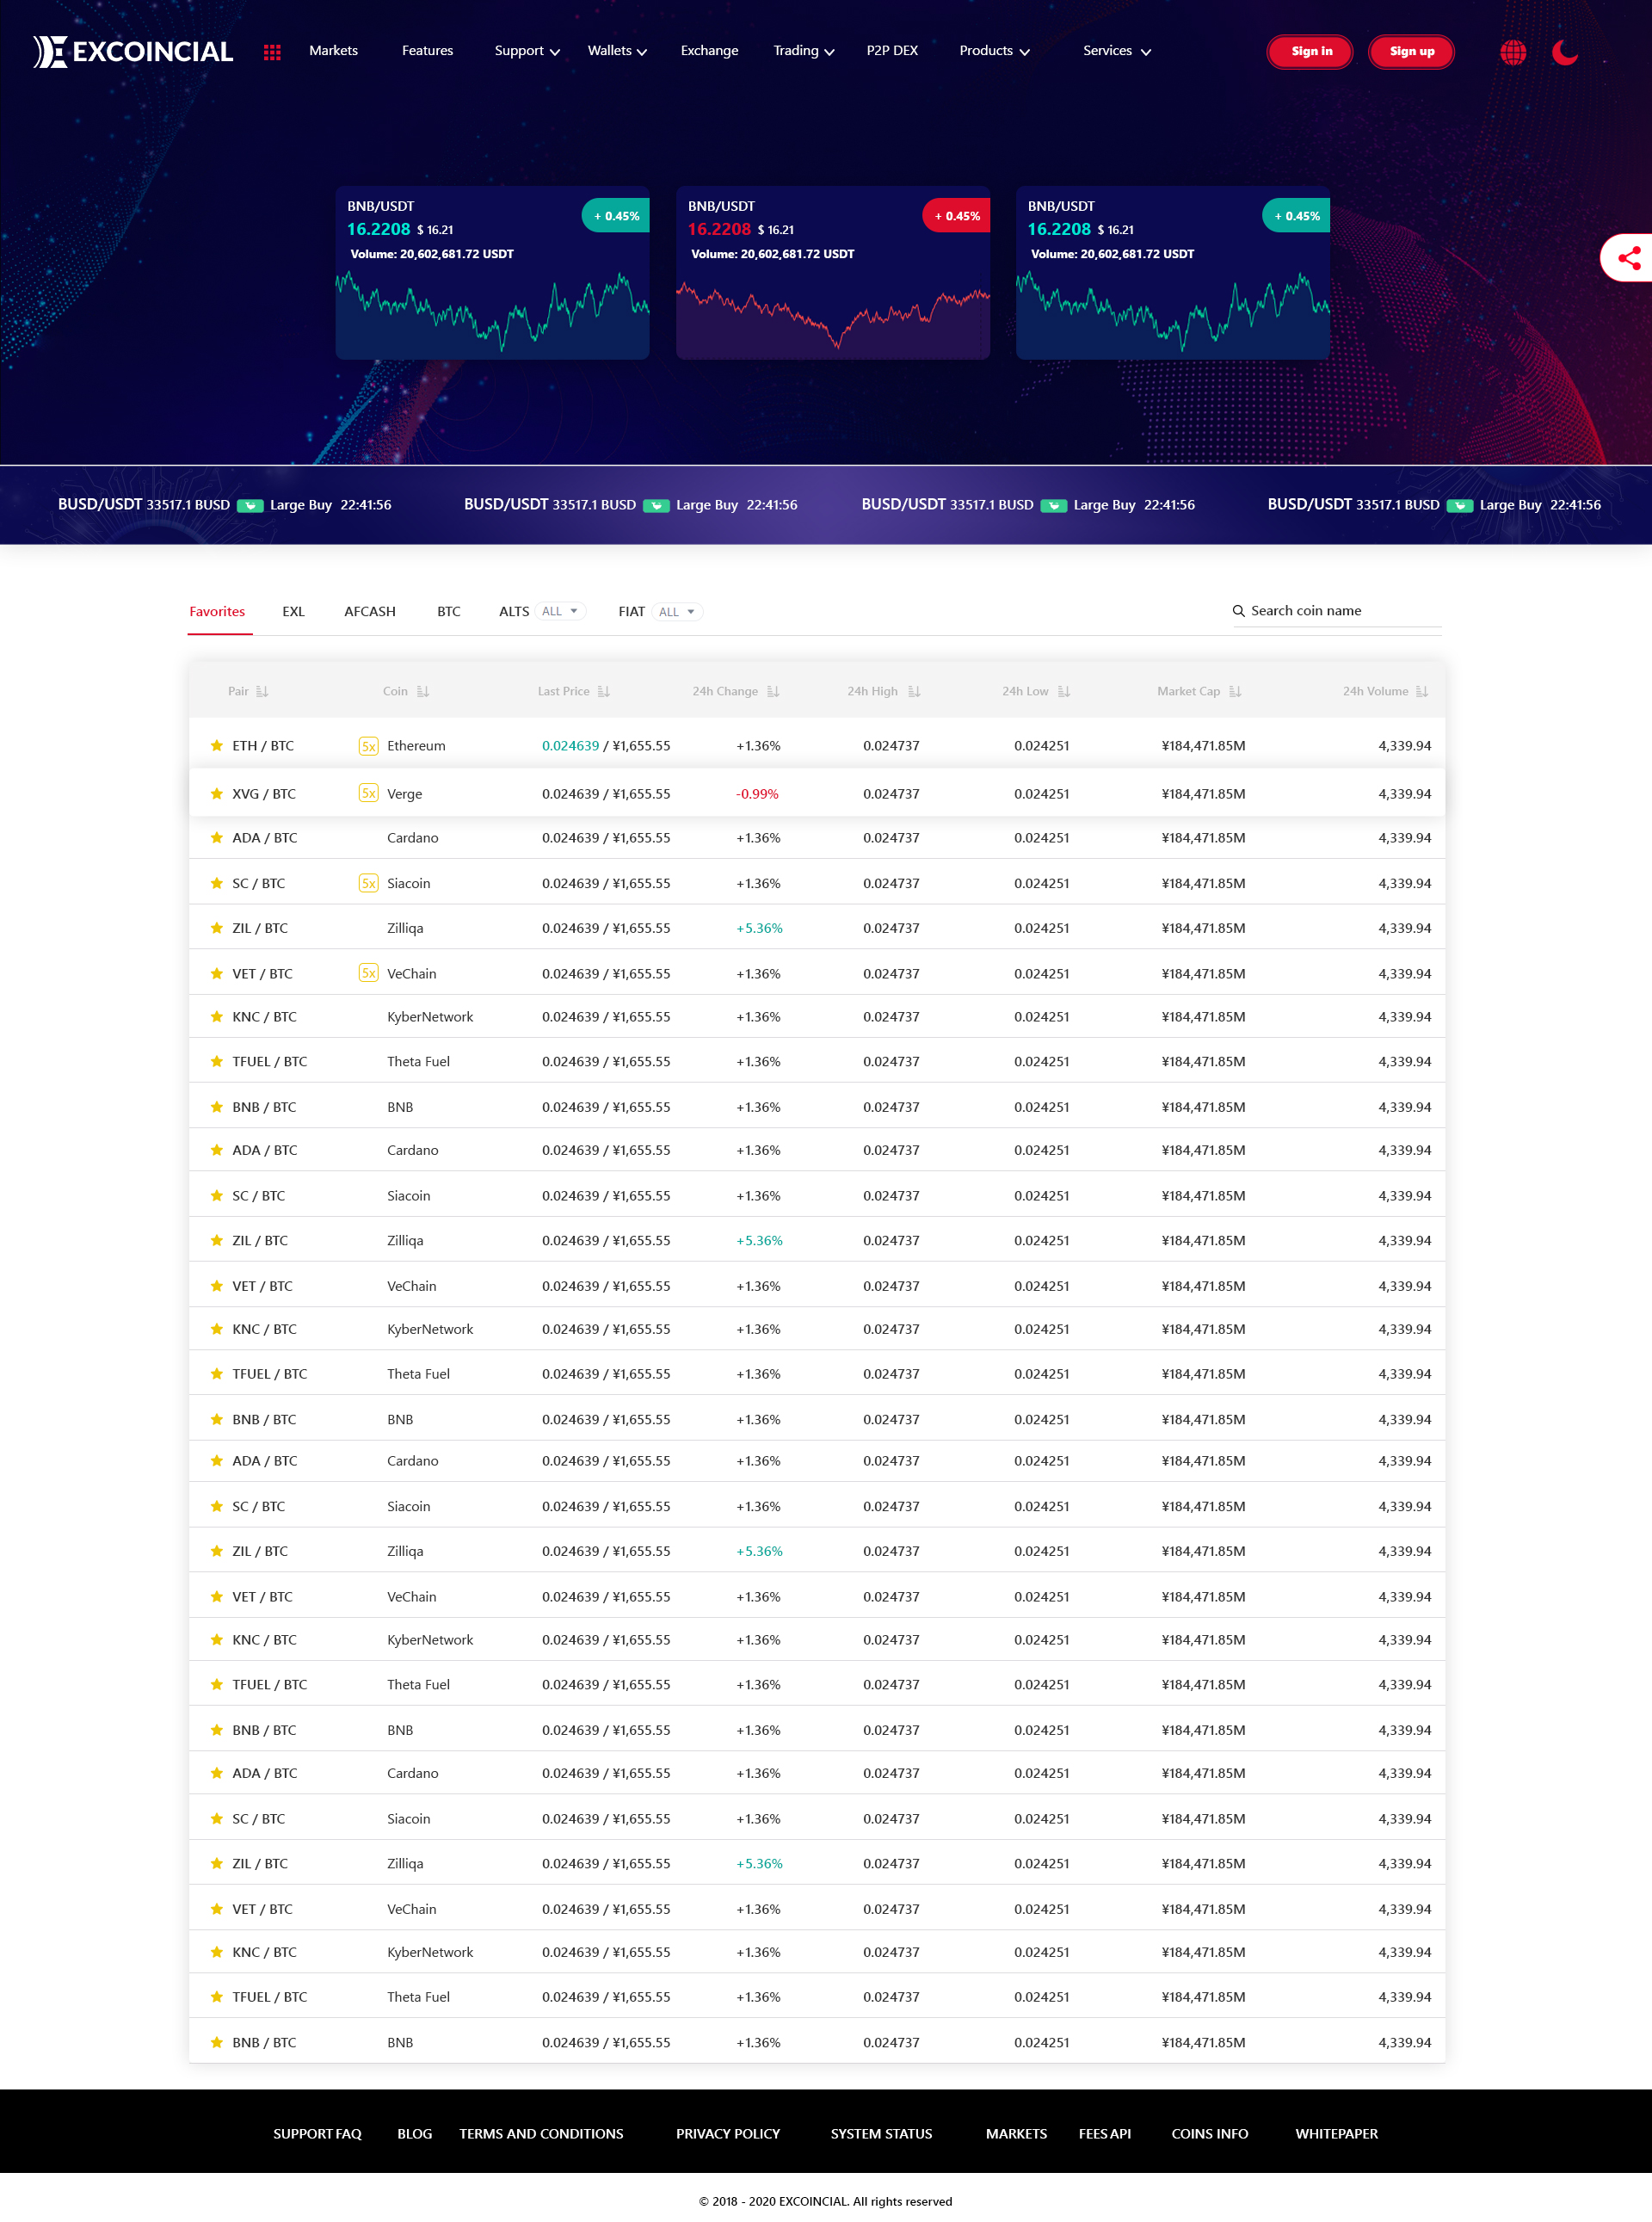 EXCOINCIAL Markets Features Support Wallets Exchange Trading P2P DEX Products Services Sign in Sign up
BNB/USDT + 0.45%
16.2208 $ 16.21
Volume: 20,602,681.72 USDT
BNB/USDT + 0.45%
16.2208 $ 16.21
Volume: 20,602,681.72 USDT
BNB/USDT + 0.45%
16.2208 $ 16.21
Volume: 20,602,681.72 USDT
BUSD/USDT 33517.1 BUSD Large Buy 22:41:56 BUSD/USDT 33517.1 BUSD Large Buy 22:41:56 BUSD/USDT 33517.1 BUSD Large Buy 22:41:56 BUSD/USDT 33517.1 BUSD Large Buy 22:41:56
Favorites EXL AFCASH BTC ALTS ALL FIAT ALL Search coin name
Pair Coin Last Price 24h Change 24h High 24h Low Market Cap 24h Volume
ETH / BTC 5x Ethereum 0.024639 / ¥1,655.55 +1.36% 0.024737 0.024251 ¥184,471.85M 4,339.94
XVG / BTC 5x Verge 0.024639 / ¥1,655.55 -0.99% 0.024737 0.024251 ¥184,471.85M 4,339.94
ADA / BTC Cardano 0.024639 / ¥1,655.55 +1.36% 0.024737 0.024251 ¥184,471.85M 4,339.94
SC / BTC 5x Siacoin 0.024639 / ¥1,655.55 +1.36% 0.024737 0.024251 ¥184,471.85M 4,339.94
ZIL / BTC Zilliqa 0.024639 / ¥1,655.55 +5.36% 0.024737 0.024251 ¥184,471.85M 4,339.94
VET / BTC 5x VeChain 0.024639 / ¥1,655.55 +1.36% 0.024737 0.024251 ¥184,471.85M 4,339.94
KNC / BTC KyberNetwork 0.024639 / ¥1,655.55 +1.36% 0.024737 0.024251 ¥184,471.85M 4,339.94
TFUEL / BTC Theta Fuel 0.024639 / ¥1,655.55 +1.36% 0.024737 0.024251 ¥184,471.85M 4,339.94
BNB / BTC BNB 0.024639 / ¥1,655.55 +1.36% 0.024737 0.024251 ¥184,471.85M 4,339.94
ADA / BTC Cardano 0.024639 / ¥1,655.55 +1.36% 0.024737 0.024251 ¥184,471.85M 4,339.94
SC / BTC Siacoin 0.024639 / ¥1,655.55 +1.36% 0.024737 0.024251 ¥184,471.85M 4,339.94
ZIL / BTC Zilliqa 0.024639 / ¥1,655.55 +5.36% 0.024737 0.024251 ¥184,471.85M 4,339.94
VET / BTC VeChain 0.024639 / ¥1,655.55 +1.36% 0.024737 0.024251 ¥184,471.85M 4,339.94
KNC / BTC KyberNetwork 0.024639 / ¥1,655.55 +1.36% 0.024737 0.024251 ¥184,471.85M 4,339.94
TFUEL / BTC Theta Fuel 0.024639 / ¥1,655.55 +1.36% 0.024737 0.024251 ¥184,471.85M 4,339.94
BNB / BTC BNB 0.024639 / ¥1,655.55 +1.36% 0.024737 0.024251 ¥184,471.85M 4,339.94
ADA / BTC Cardano 0.024639 / ¥1,655.55 +1.36% 0.024737 0.024251 ¥184,471.85M 4,339.94
SC / BTC Siacoin 0.024639 / ¥1,655.55 +1.36% 0.024737 0.024251 ¥184,471.85M 4,339.94
ZIL / BTC Zilliqa 0.024639 / ¥1,655.55 +5.36% 0.024737 0.024251 ¥184,471.85M 4,339.94
VET / BTC VeChain 0.024639 / ¥1,655.55 +1.36% 0.024737 0.024251 ¥184,471.85M 4,339.94
KNC / BTC KyberNetwork 0.024639 / ¥1,655.55 +1.36% 0.024737 0.024251 ¥184,471.85M 4,339.94
TFUEL / BTC Theta Fuel 0.024639 / ¥1,655.55 +1.36% 0.024737 0.024251 ¥184,471.85M 4,339.94
BNB / BTC BNB 0.024639 / ¥1,655.55 +1.36% 0.024737 0.024251 ¥184,471.85M 4,339.94
ADA / BTC Cardano 0.024639 / ¥1,655.55 +1.36% 0.024737 0.024251 ¥184,471.85M 4,339.94
SC / BTC Siacoin 0.024639 / ¥1,655.55 +1.36% 0.024737 0.024251 ¥184,471.85M 4,339.94
ZIL / BTC Zilliqa 0.024639 / ¥1,655.55 +5.36% 0.024737 0.024251 ¥184,471.85M 4,339.94
VET / BTC VeChain 0.024639 / ¥1,655.55 +1.36% 0.024737 0.024251 ¥184,471.85M 4,339.94
KNC / BTC KyberNetwork 0.024639 / ¥1,655.55 +1.36% 0.024737 0.024251 ¥184,471.85M 4,339.94
TFUEL / BTC Theta Fuel 0.024639 / ¥1,655.55 +1.36% 0.024737 0.024251 ¥184,471.85M 4,339.94
BNB / BTC BNB 0.024639 / ¥1,655.55 +1.36% 0.024737 0.024251 ¥184,471.85M 4,339.94
SUPPORT FAQ BLOG TERMS AND CONDITIONS PRIVACY POLICY SYSTEM STATUS MARKETS FEES API COINS INFO WHITEPAPER
© 2018 - 2020 EXCOINCIAL. All rights reserved